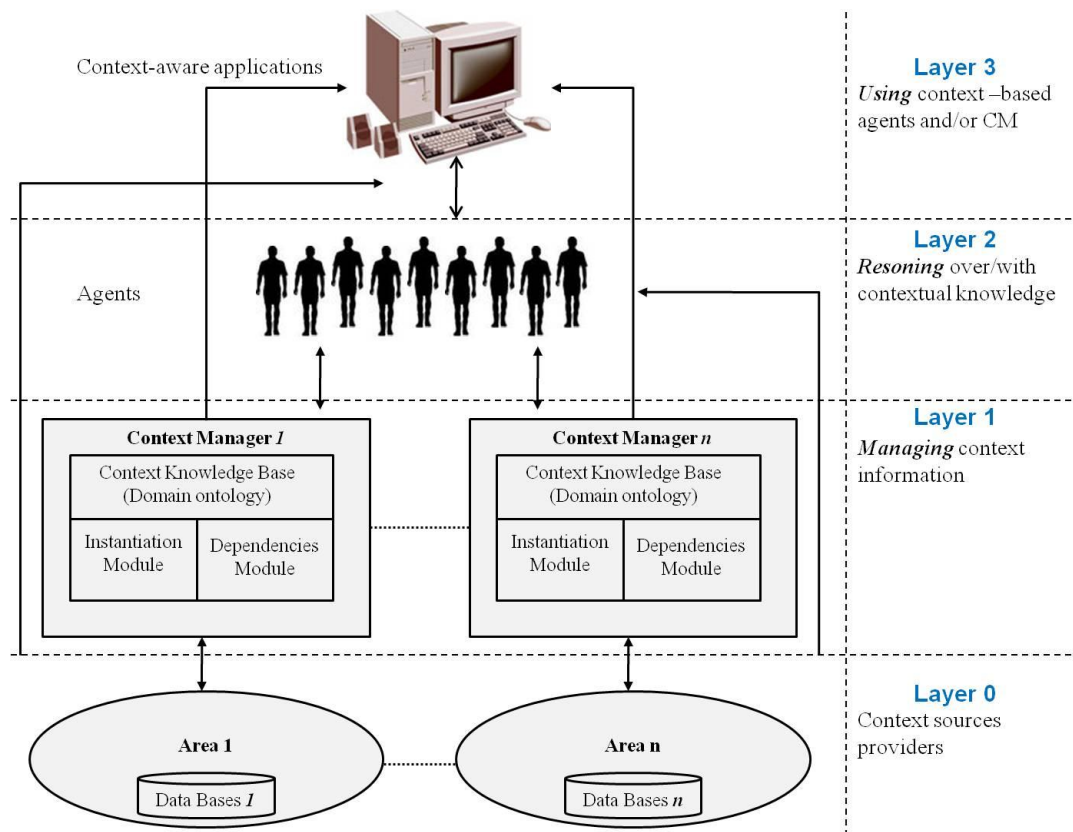 Context-aware applications
Layer 3
Using context –based
agents and/or CM
Layer 2
Resoning over/with
contextual knowledge
Agents
Layer 1
Managing context
information
Context Manager 1
Context Knowledge Base
(Domain ontology)
Instantiation
Module
Dependencies
Module
Context Manager n
Context Knowledge Base
(Domain ontology)
Instantiation
Module
Dependencies
Module
Layer 0
Context sources
providers
Area 1
Data Bases 1
Area n
Data Bases n